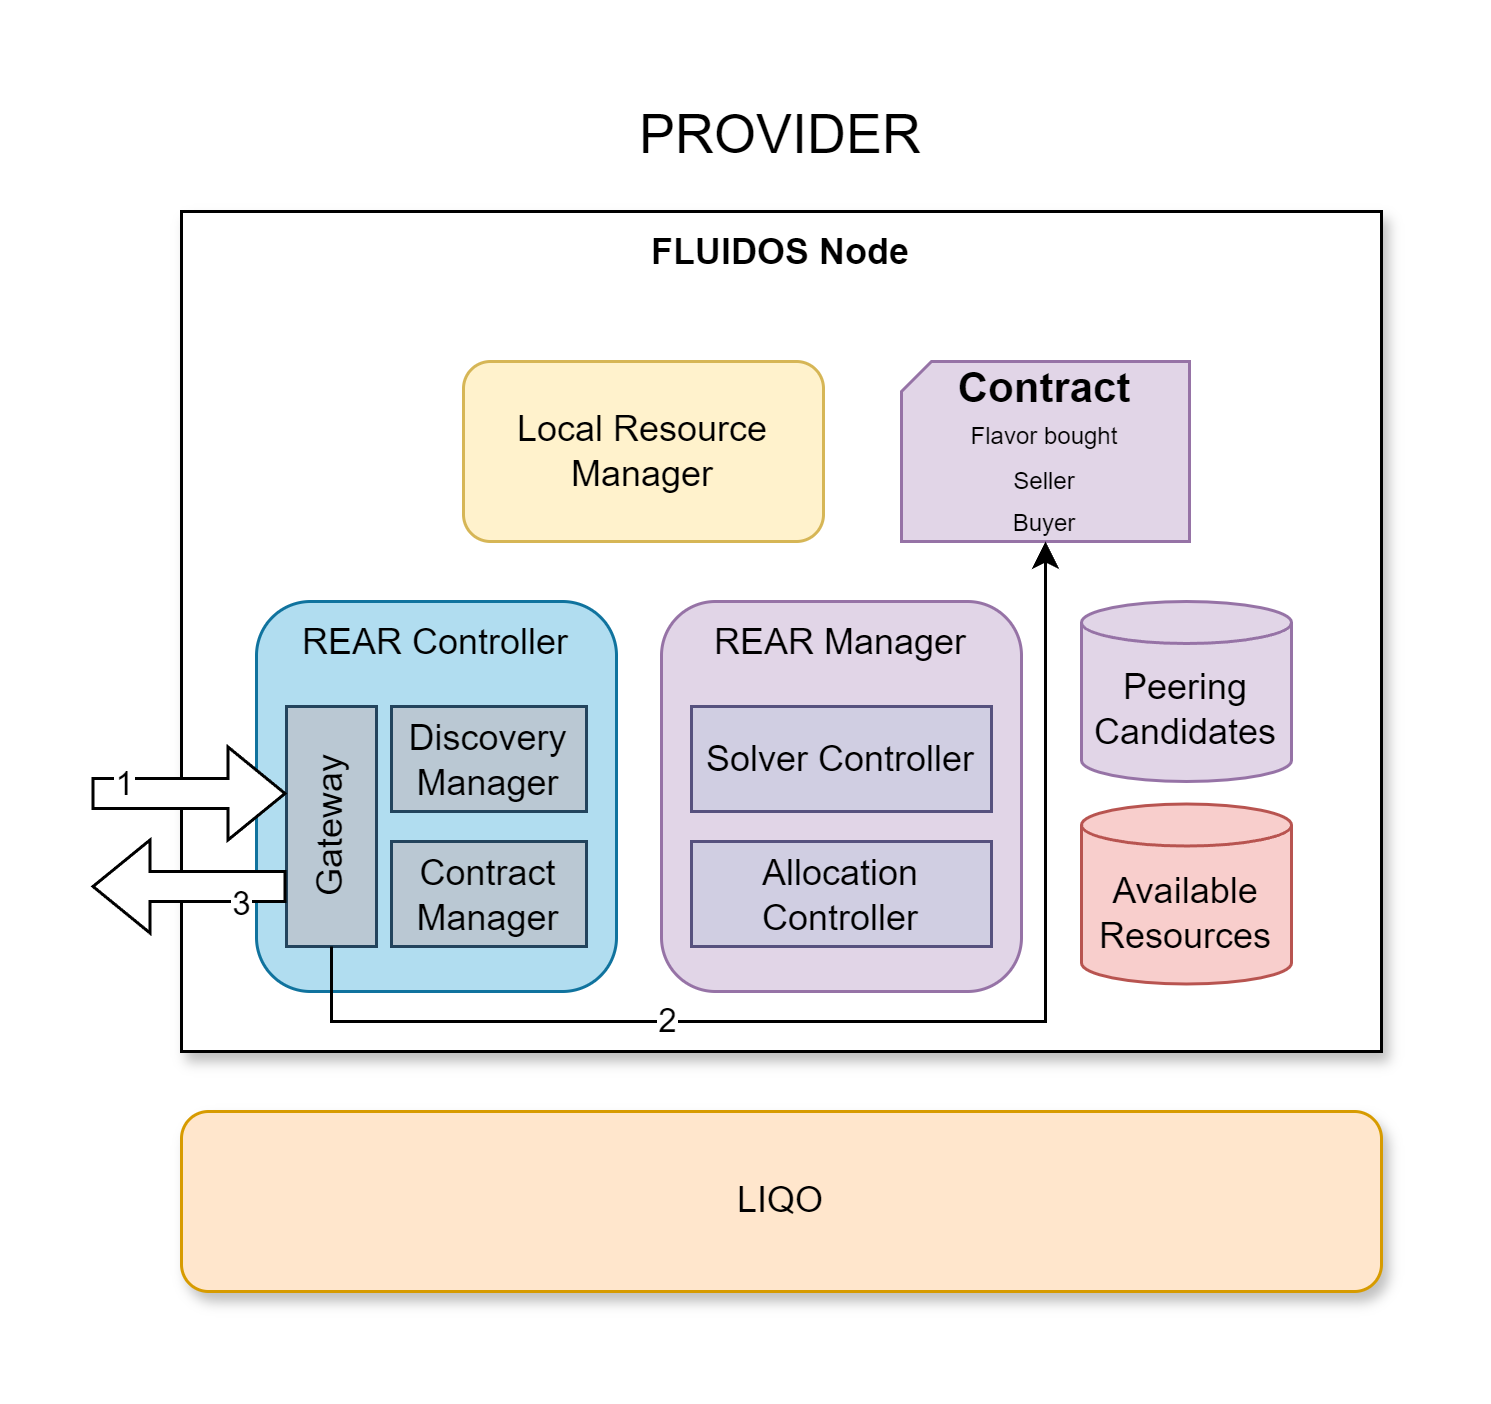 PROVIDER
FLUIDOS Node
Local Resource
Manager
Contract
Flavor bought
Seller
Buyer
REAR Controller
Gateway
Discovery
Manager
Contract
Manager
REAR Manager
Solver Controller
Allocation
Controller
Peering
Candidates
Available
Resources
1
3
2
LIQO